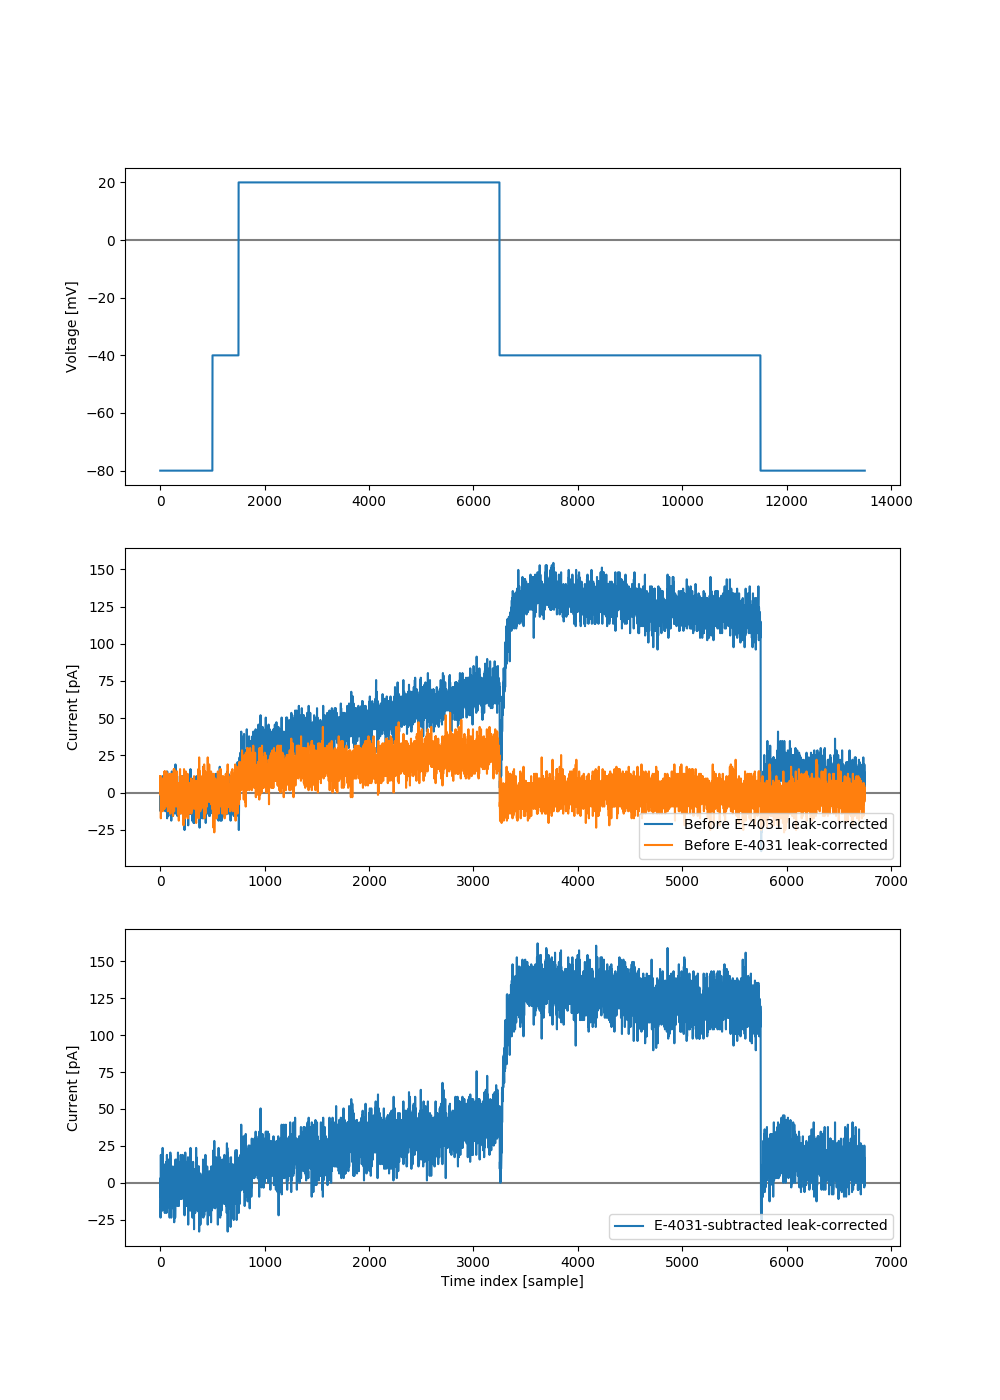 20
0
−20
−40
−60
−80
Voltage [mV]
0 2000 4000 6000 8000 10000 12000 14000
150
125
100
75
50
25
0
−25
Current [pA]
Before E-4031 leak-corrected
Before E-4031 leak-corrected
0 1000 2000 3000 4000 5000 6000 7000
150
125
100
75
50
25
0
−25
Current [pA]
E-4031-subtracted leak-corrected
0 1000 2000 3000 4000 5000 6000 7000
Time index [sample]